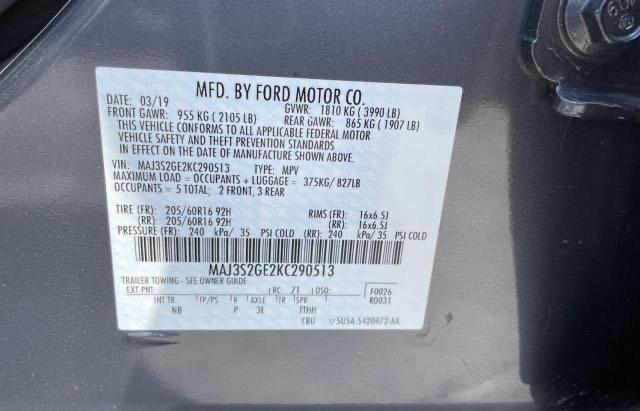 MFD. BY FORD MOTOR CO.
DATE: 03/19 GVWR: 1810 KG ( 3990 LB)
FRONT GAWR: 955 KG ( 2105 LB) REAR GAWR: 865 KG ( 1907 LB)
THIS VEHICLE CONFORMS TO ALL APPLICABLE FEDERAL MOTOR
VEHICLE SAFETY AND THEFT PREVENTION STANDARDS
IN EFFECT ON THE DATE OF MANUFACTURE SHOWN ABOVE.
VIN: MAJ3S2GE2KC290513 TYPE: MPV
MAXIMUM LOAD = OCCUPANTS + LUGGAGE = 375KG/ 827LB
OCCUPANTS = 5 TOTAL; 2 FRONT, 3 REAR
TIRE (FR): 205/60R16 92H RIMS (FR): 16x6.5J
(RR): 205/60R16 92H (RR): 16x6.5J
PRESSURE (FR): 240 kPa/ 35 PSI COLD (RR): 240 kPa/ 35 PSI COLD
MAJ3S2GE2KC290513
TRAILER TOWING - SEE OWNER GUIDE
EXT PNT: RC: 71 DSO: F0026
INT TR TP/PS R AXLE TR SPR R0031
NB P 3E TTHH
CBU 5U5A-5420472-AA